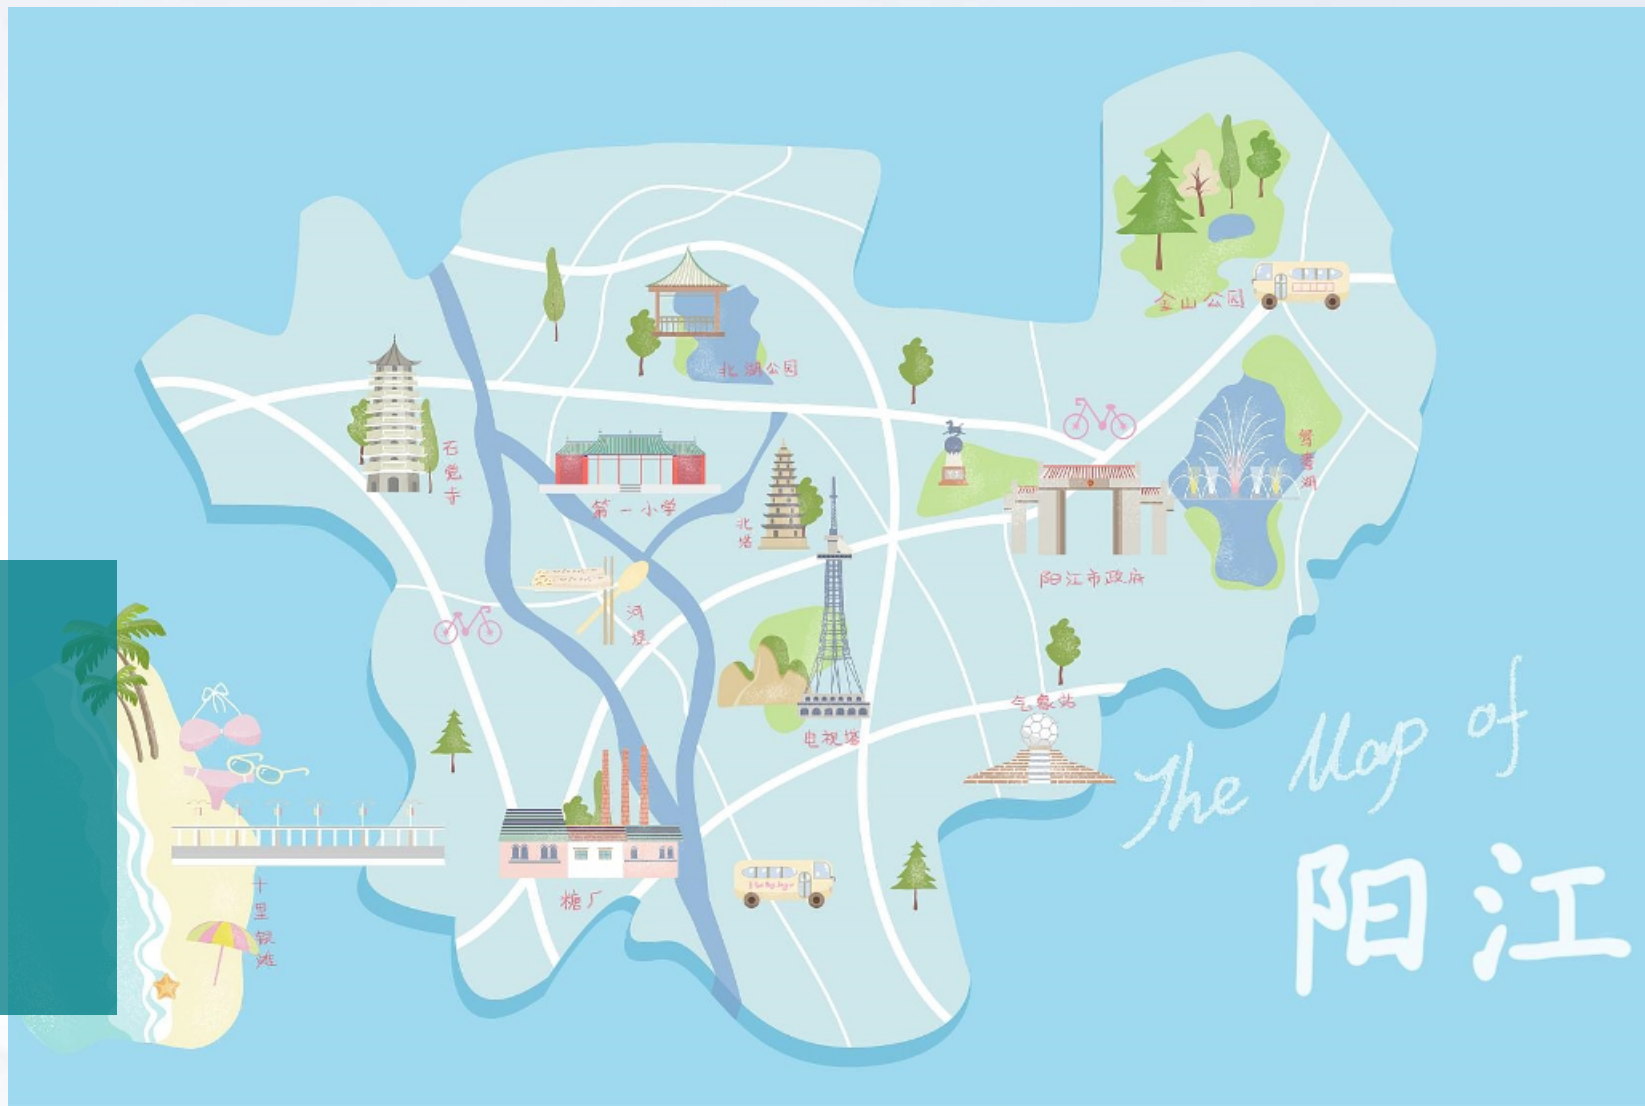 金山公园
北湖公园
石觉寺
第一小学
北塔
鸳鸯湖
阳江市政府
河堤
电视塔
气象站
糖厂
十里银滩
The Map of
阳江